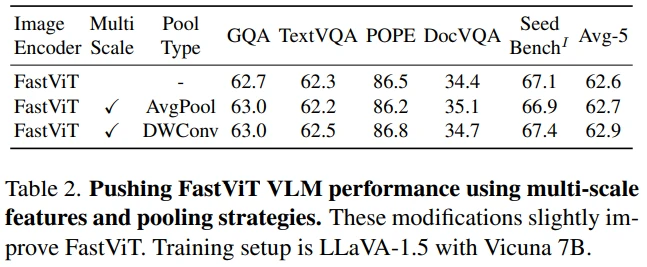 Image Multi Pool GQA TextVQA POPE DocVQA Seed Avg-5
Encoder Scale Type Bench^I
FastViT - 62.7 62.3 86.5 34.4 67.1 62.6
FastViT ✓ AvgPool 63.0 62.2 86.2 35.1 66.9 62.7
FastViT ✓ DWConv 63.0 62.5 86.8 34.7 67.4 62.9
Table 2. Pushing FastViT VLM performance using multi-scale
features and pooling strategies. These modifications slightly im-
prove FastViT. Training setup is LLaVA-1.5 with Vicuna 7B.